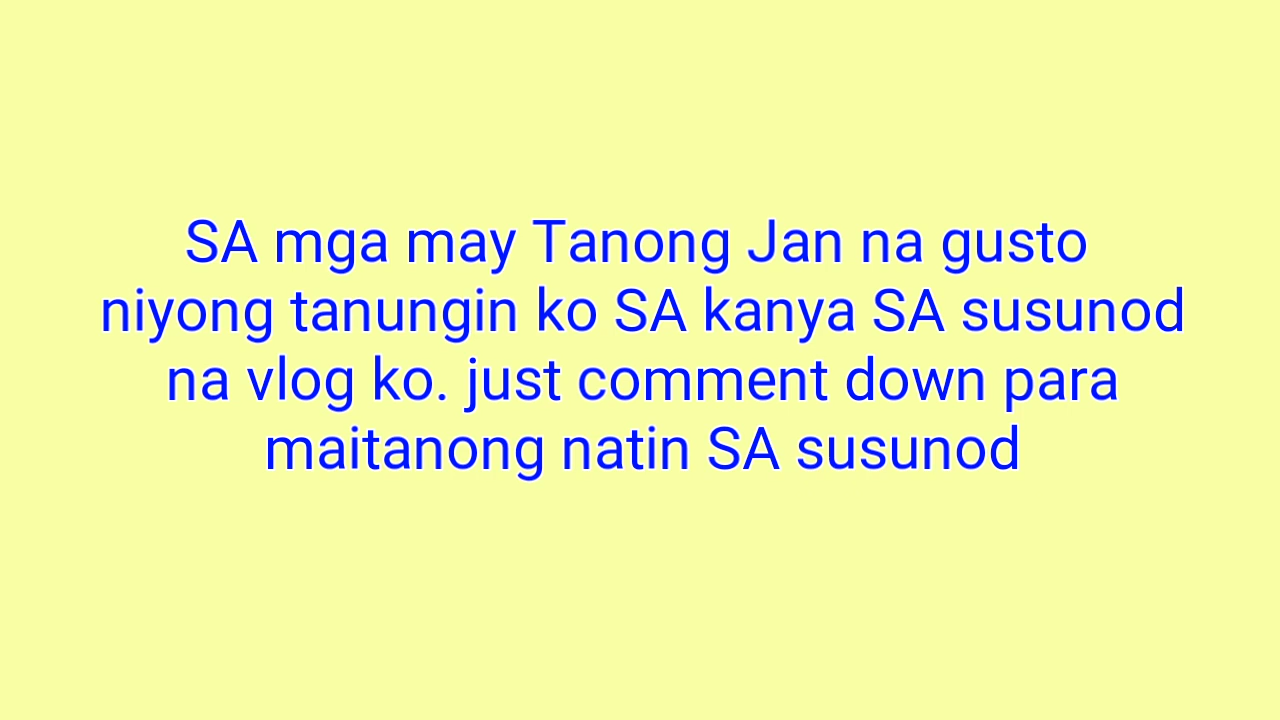 SA mga may Tanong Jan na gusto
niyong tanungin ko SA kanya SA susunod
na vlog ko. just comment down para
maitanong natin SA susunod